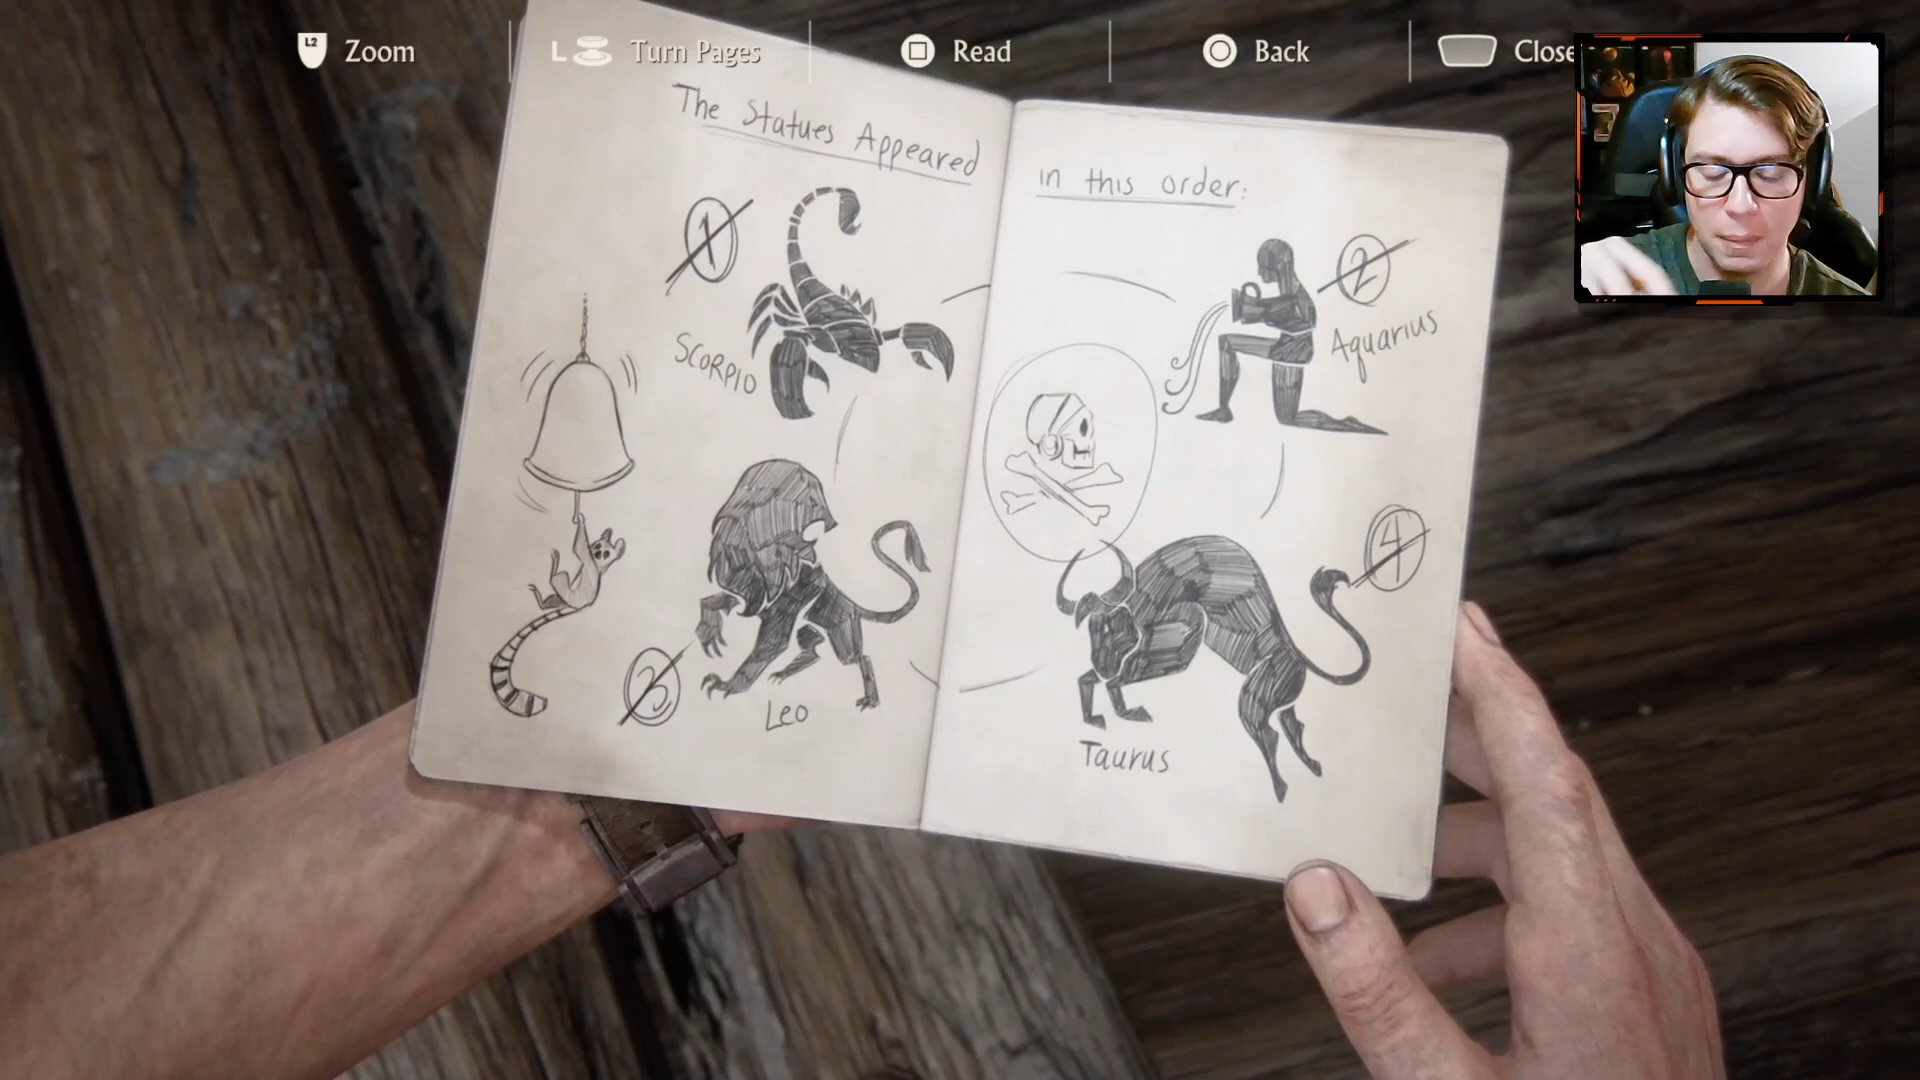 L2 Zoom
L Turn Pages
Read
Back
Close
The Statues Appeared
in this order:
1
SCORPIO
2
Aquarius
3
Leo
4
Taurus